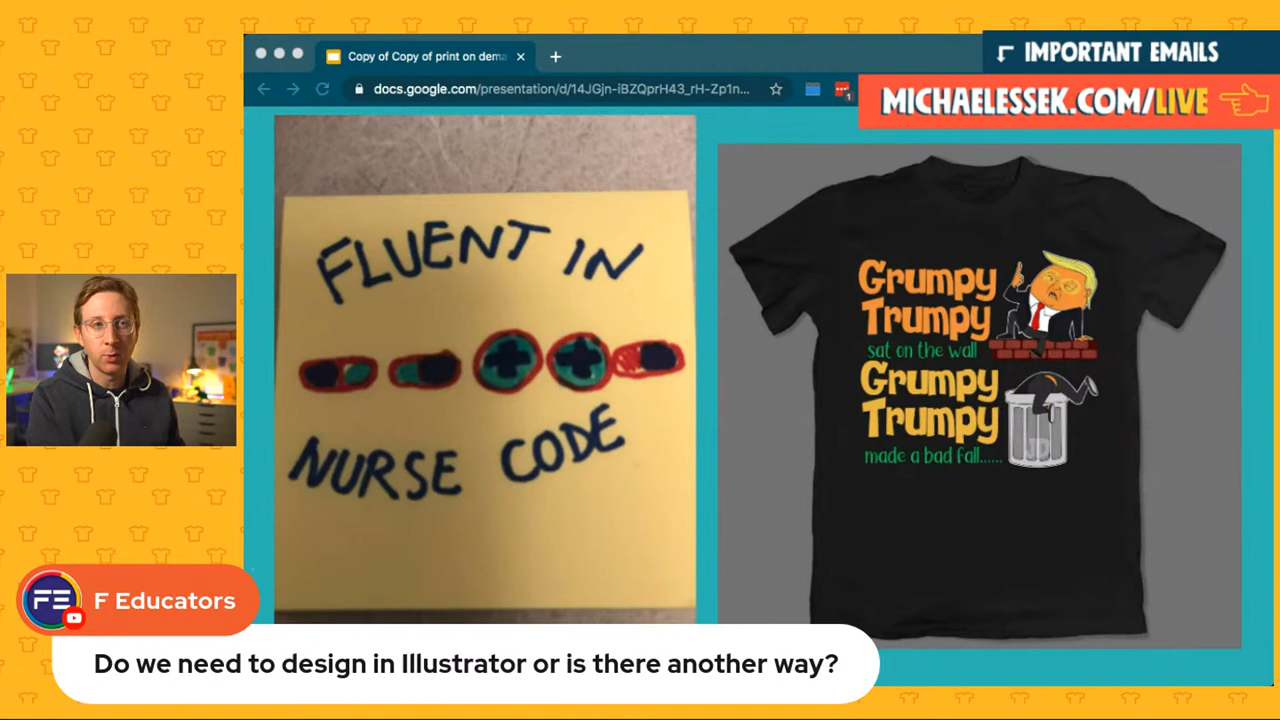 Copy of Copy of print on dema
IMPORTANT EMAILS
docs.google.com/presentation/d/14JGjn-iBZQprH43_rH-Zp1n...
1
MICHAELESSEK.COM/LIVE
FLUENT IN
NURSE CODE
Grumpy
Trumpy
sat on the wall
Grumpy
Trumpy
made a bad fall......
FE
F Educators
Do we need to design in Illustrator or is there another way?